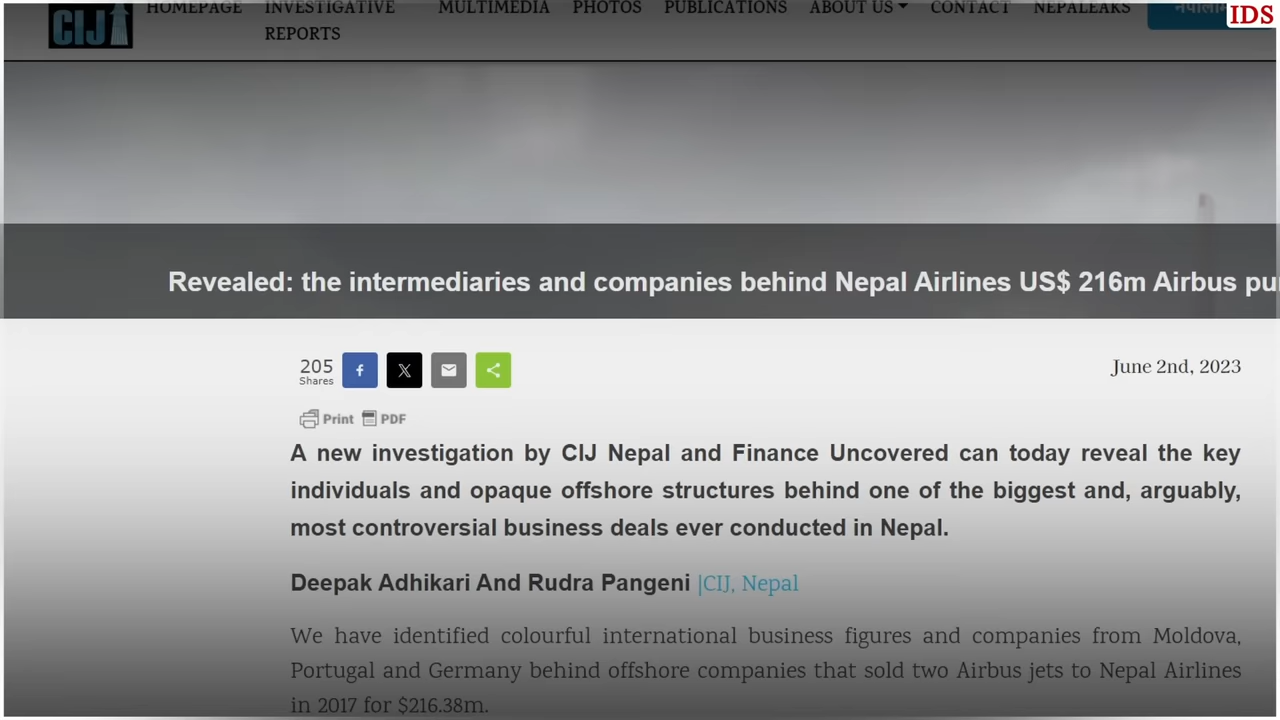 CIJ
HOMEPAGE INVESTIGATIVE MULTIMEDIA PHOTOS PUBLICATIONS ABOUT US CONTACT NEPALEAKS
REPORTS
IDS
Revealed: the intermediaries and companies behind Nepal Airlines US$ 216m Airbus pu
205
Shares
June 2nd, 2023
Print PDF
A new investigation by CIJ Nepal and Finance Uncovered can today reveal the key
individuals and opaque offshore structures behind one of the biggest and, arguably,
most controversial business deals ever conducted in Nepal.
Deepak Adhikari And Rudra Pangeni |CIJ, Nepal
We have identified colourful international business figures and companies from Moldova,
Portugal and Germany behind offshore companies that sold two Airbus jets to Nepal Airlines
in 2017 for $216.38m.